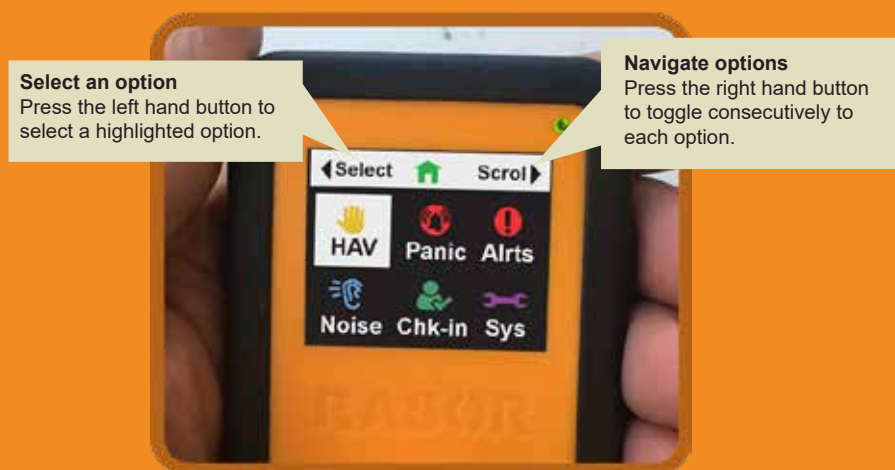 Select an option
Press the left hand button to
select a highlighted option.
Navigate options
Press the right hand button
to toggle consecutively to
each option.
Select Scrol
HAV Panic Alrts
Noise Chk-in Sys